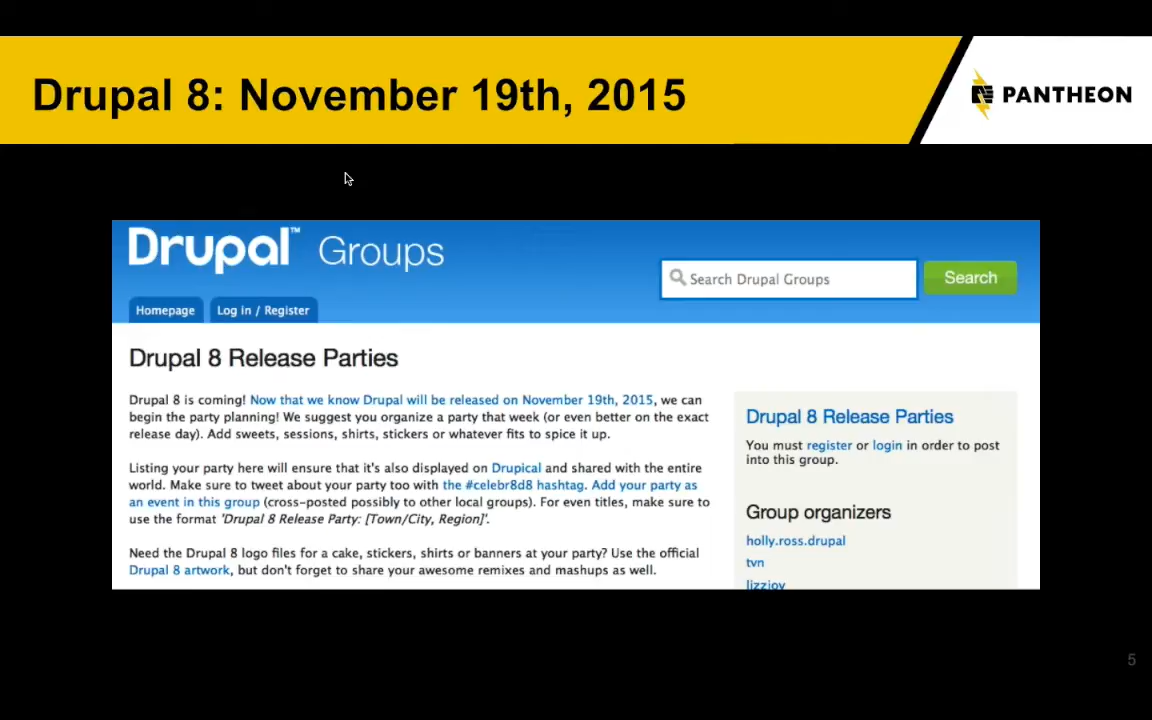 Drupal 8: November 19th, 2015
PANTHEON
Drupal™ Groups
Search Drupal Groups
Search
Homepage
Log in / Register
Drupal 8 Release Parties
Drupal 8 is coming! Now that we know Drupal will be released on November 19th, 2015, we can
begin the party planning! We suggest you organize a party that week (or even better on the exact
release day). Add sweets, sessions, shirts, stickers or whatever fits to spice it up.
Listing your party here will ensure that it's also displayed on Drupical and shared with the entire
world. Make sure to tweet about your party too with the #celebr8d8 hashtag. Add your party as
an event in this group (cross-posted possibly to other local groups). For even titles, make sure to
use the format 'Drupal 8 Release Party: [Town/City, Region]'.
Need the Drupal 8 logo files for a cake, stickers, shirts or banners at your party? Use the official
Drupal 8 artwork, but don't forget to share your awesome remixes and mashups as well.
Drupal 8 Release Parties
You must register or login in order to post
into this group.
Group organizers
holly.ross.drupal
tvn
lizzjoy
5